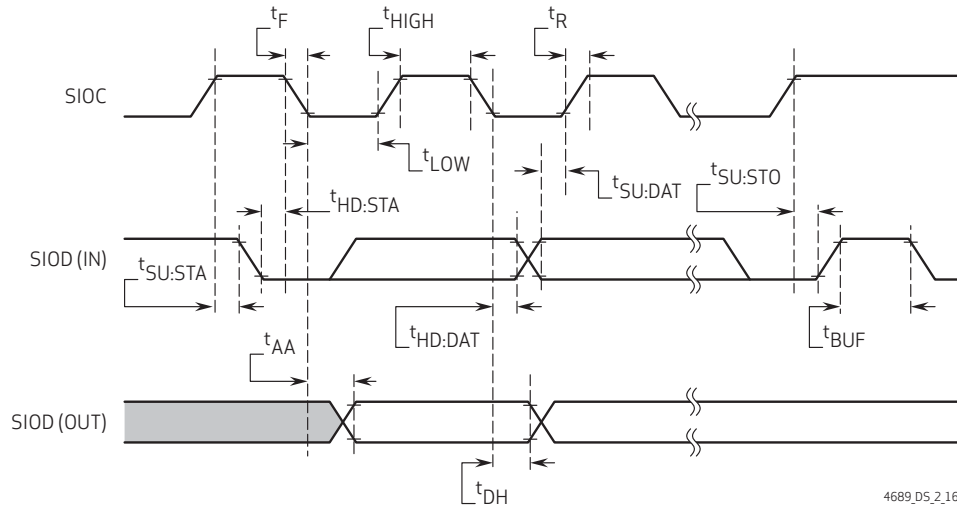 tF
tHIGH
tR
SIOC
tLOW
tSU:DAT
tSU:STO
tHD:STA
SIOD (IN)
tSU:STA
tHD:DAT
tBUF
tAA
SIOD (OUT)
tDH
4689_DS_2_16